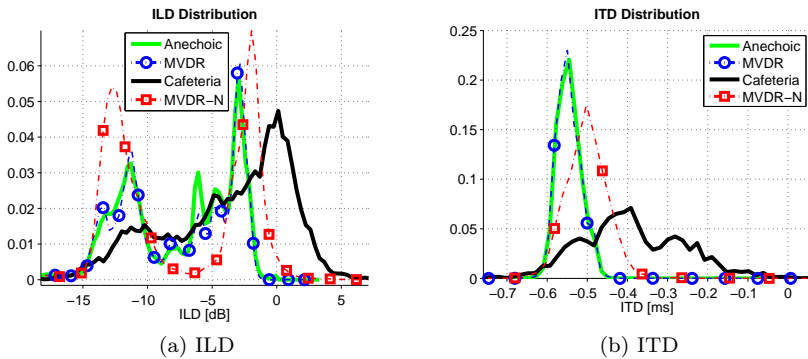 ILD Distribution
0.07
0.06
0.05
0.04
0.03
0.02
0.01
0
Anechoic
MVDR
Cafeteria
MVDR−N
−15 −10 −5 0 5
ILD [dB]
(a) ILD
ITD Distribution
0.25
0.2
0.15
0.1
0.05
0
Anechoic
MVDR
Cafeteria
MVDR−N
−0.7 −0.6 −0.5 −0.4 −0.3 −0.2 −0.1 0
ITD [ms]
(b) ITD